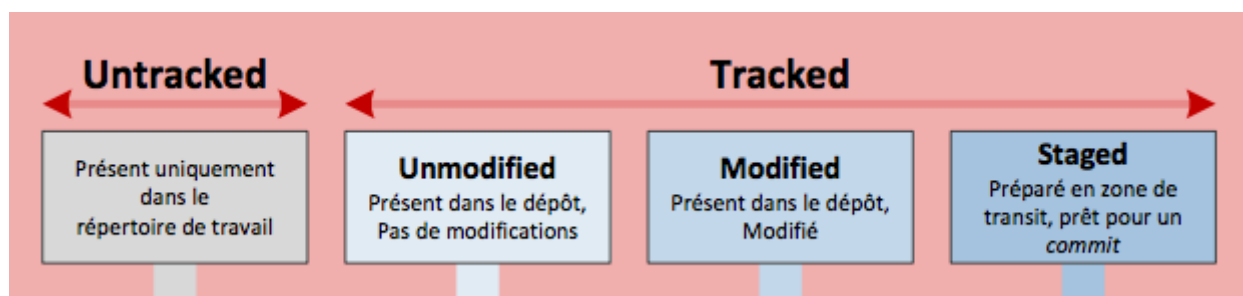 Untracked
Tracked
Présent uniquement
dans le
répertoire de travail
Unmodified
Présent dans le dépôt,
Pas de modifications
Modified
Présent dans le dépôt,
Modifié
Staged
Préparé en zone de
transit, prêt pour un
commit